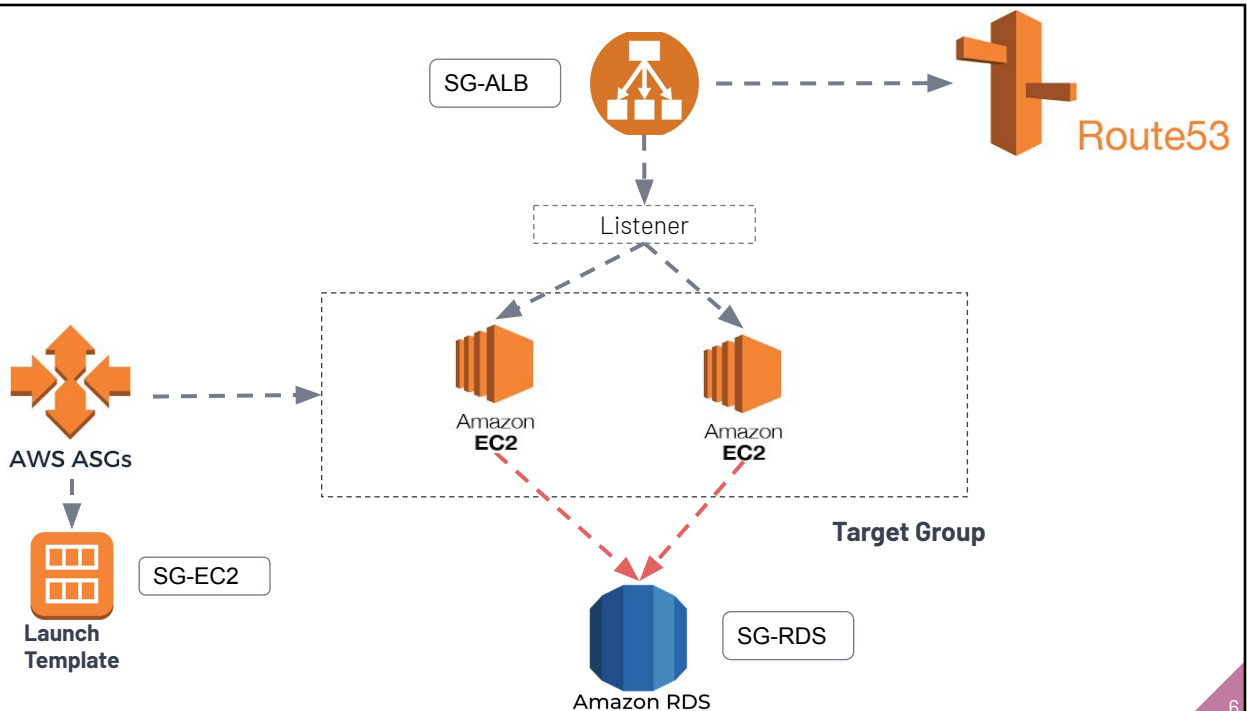 SG-ALB
Route53
Listener
Amazon
EC2
Amazon
EC2
AWS ASGs
Target Group
SG-EC2
Launch
Template
SG-RDS
Amazon RDS
6